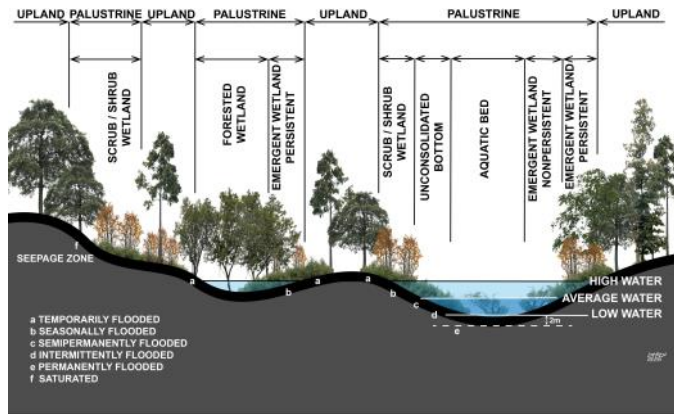 UPLAND PALUSTRINE UPLAND PALUSTRINE UPLAND PALUSTRINE UPLAND
SCRUB / SHRUB
WETLAND
FORESTED
WETLAND
EMERGENT WETLAND
PERSISTENT
SCRUB / SHRUB
WETLAND
UNCONSOLIDATED
BOTTOM
AQUATIC BED
EMERGENT WETLAND
NONPERSISTENT
EMERGENT WETLAND
PERSISTENT
f
SEEPAGE ZONE
a
b
a
a
b
c
d
e
HIGH WATER
AVERAGE WATER
LOW WATER
2m
a TEMPORARILY FLOODED
b SEASONALLY FLOODED
c SEMIPERMANENTLY FLOODED
d INTERMITTENTLY FLOODED
e PERMANENTLY FLOODED
f SATURATED